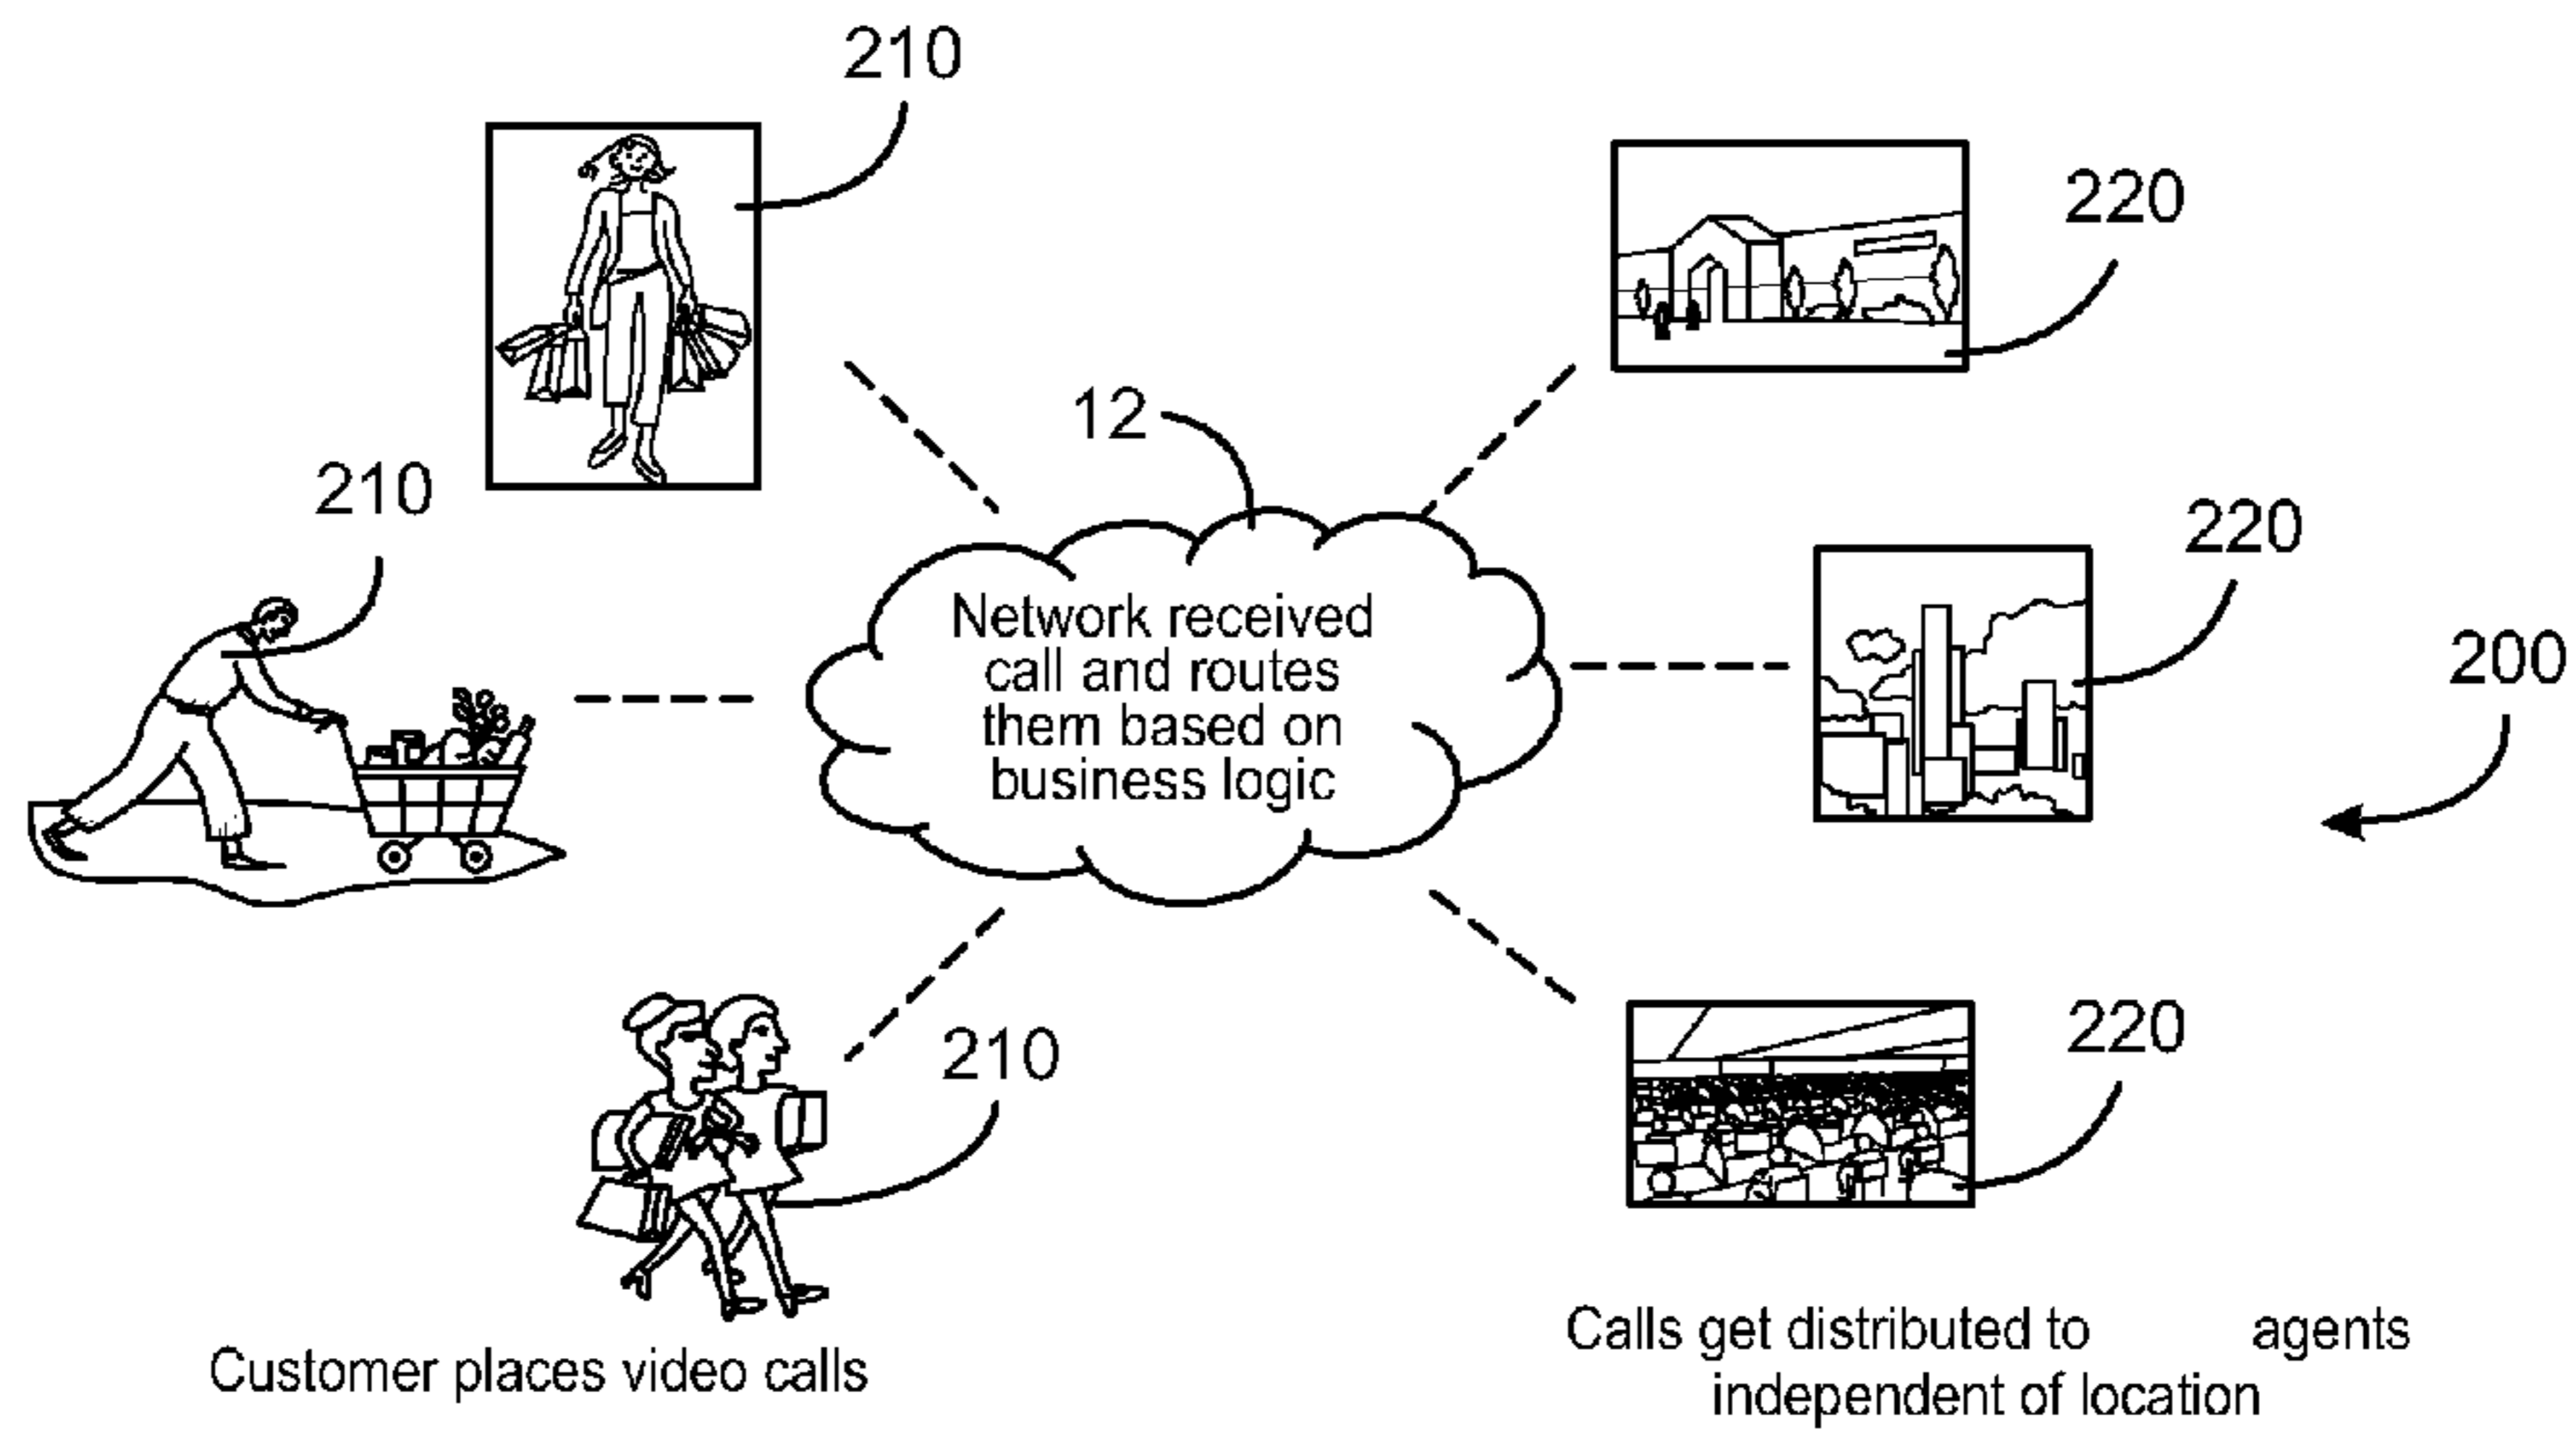 210
220
12
210
220
Network received
call and routes
them based on
business logic
200
220
210
Calls get distributed to agents
independent of location
Customer places video calls